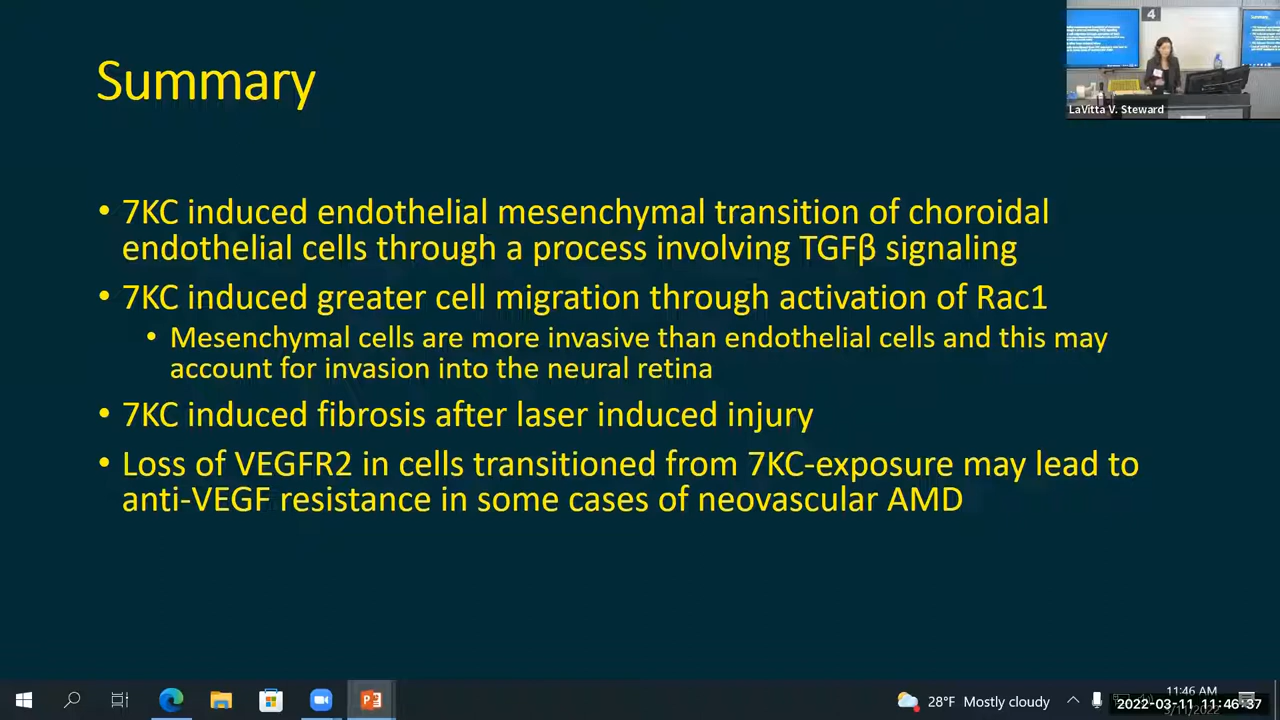 Summary
4
LaVitta V. Steward
• 7KC induced endothelial mesenchymal transition of choroidal
endothelial cells through a process involving TGFβ signaling
• 7KC induced greater cell migration through activation of Rac1
• Mesenchymal cells are more invasive than endothelial cells and this may
account for invasion into the neural retina
• 7KC induced fibrosis after laser induced injury
• Loss of VEGFR2 in cells transitioned from 7KC-exposure may lead to
anti-VEGF resistance in some cases of neovascular AMD
28°F Mostly cloudy
11:46 AM
2022-03-11 11:46:37